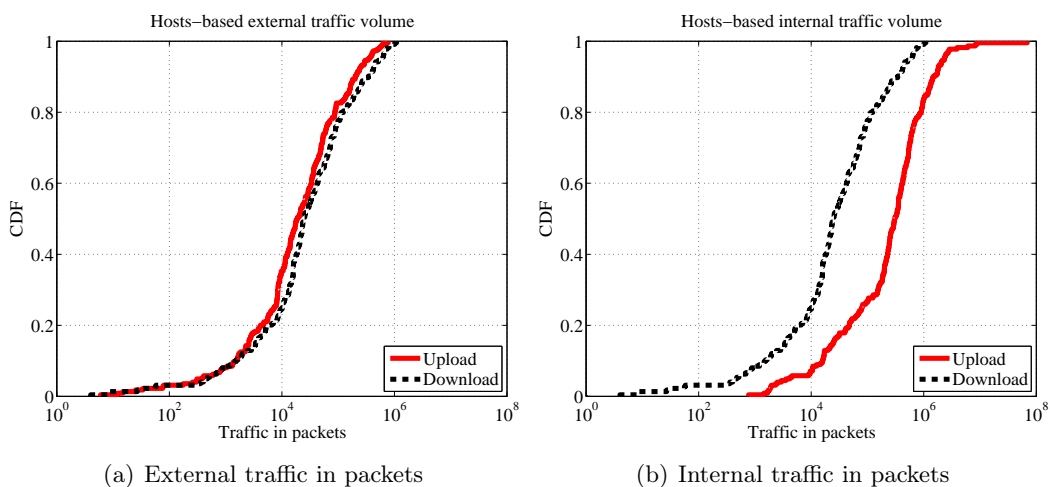 Hosts−based external traffic volume
1
0.8
0.6
0.4
0.2
0
CDF
10^0
10^2
10^4
10^6
10^8
Traffic in packets
Upload
Download
(a) External traffic in packets
Hosts−based internal traffic volume
1
0.8
0.6
0.4
0.2
0
CDF
10^0
10^2
10^4
10^6
10^8
Traffic in packets
Upload
Download
(b) Internal traffic in packets